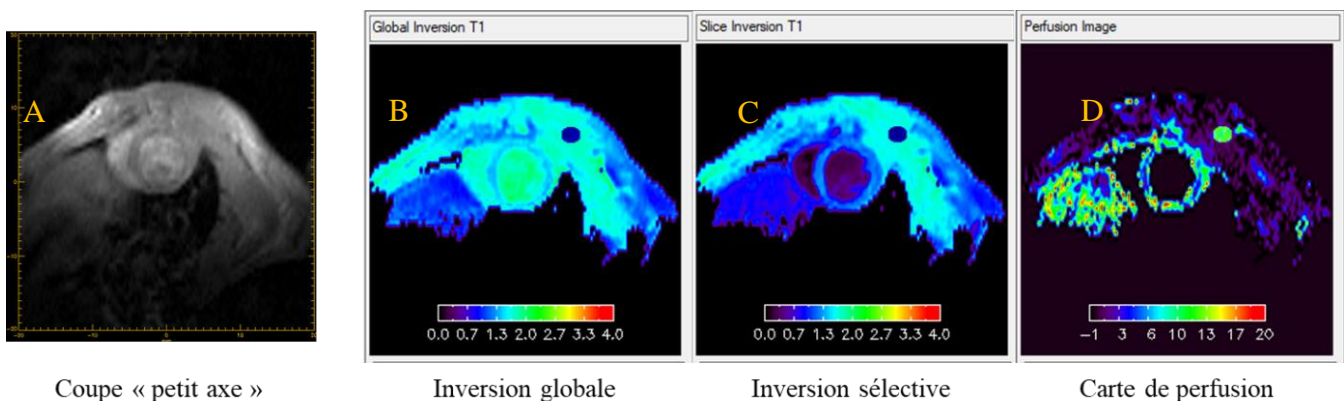 Global Inversion T1
Slice Inversion T1
Perfusion Image
A
B
C
D
0.0 0.7 1.3 2.0 2.7 3.3 4.0
0.0 0.7 1.3 2.0 2.7 3.3 4.0
-1 3 6 10 13 17 20
Coupe « petit axe »
Inversion globale
Inversion sélective
Carte de perfusion